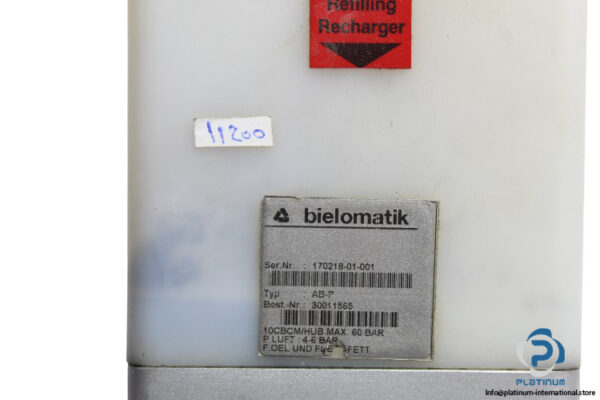 Refilling
Recharger
11200
bielomatik
Ser.Nr. : 170218-01-001
Typ : AB-P
Best.-Nr.: 30011565
10CBCM/HUB MAX. 60 BAR
P LUFT : 4-6 BAR
F.OEL UND FETT
PLATINUM
Info@platinum-international.store